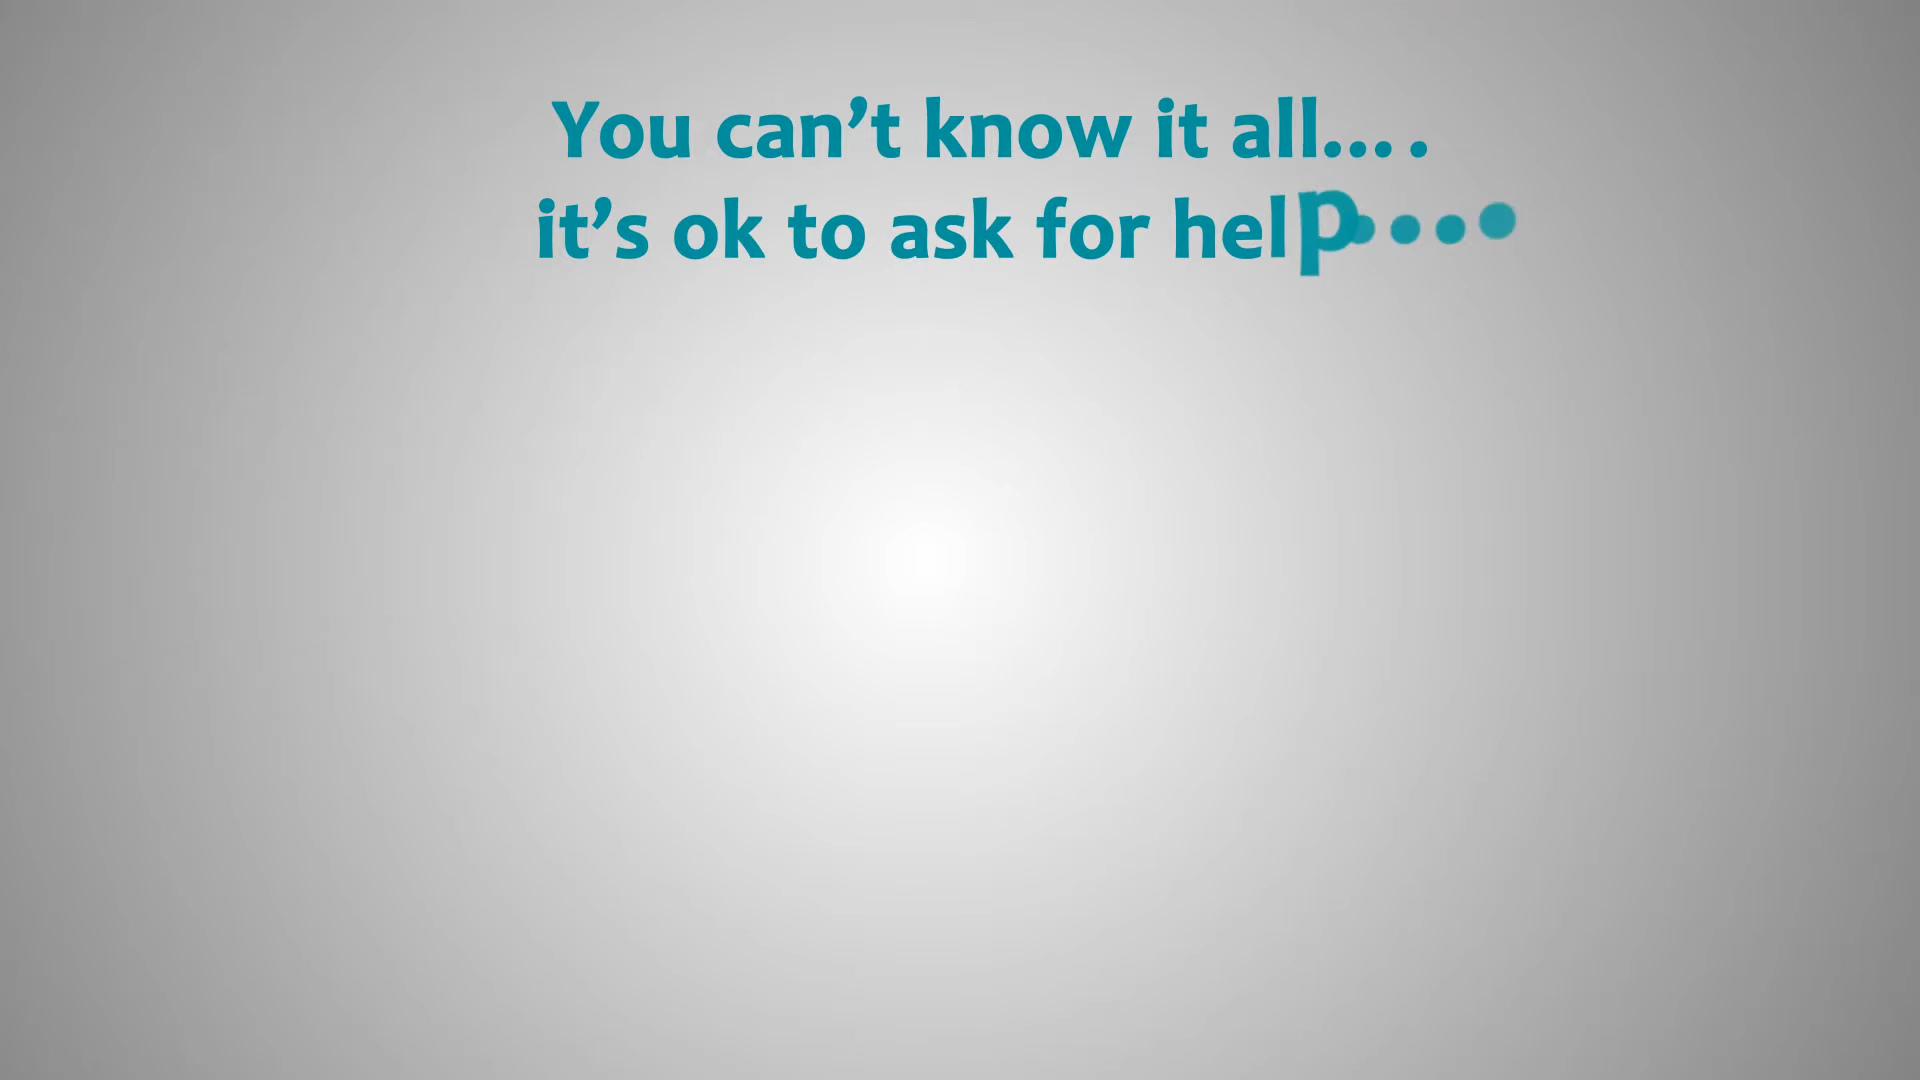 You can’t know it all....
it’s ok to ask for help....